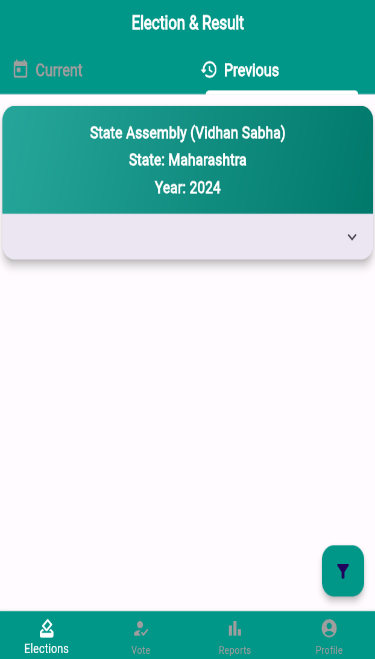 Election & Result
Current
Previous
State Assembly (Vidhan Sabha)
State: Maharashtra
Year: 2024
Elections
Vote
Reports
Profile